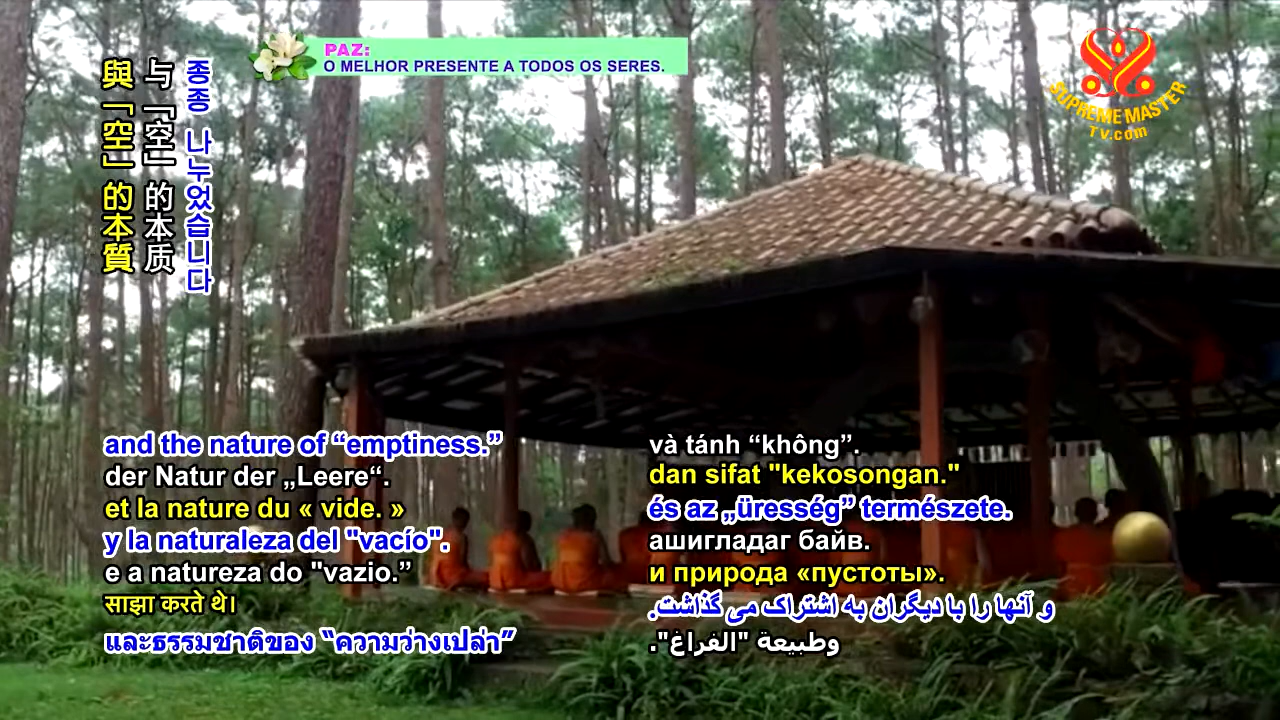 PAZ:
O MELHOR PRESENTE A TODOS OS SERES.
SUPREME MASTER
TV.com
종종 나누었습니다
与「空」的本质
與「空」的本質
and the nature of “emptiness.”
der Natur der „Leere“.
et la nature du « vide. »
y la naturaleza del "vacío".
e a natureza do "vazio.”
साझा करते थे।
และธรรมชาติของ “ความว่างเปล่า”
và tánh “không”.
dan sifat "kekosongan."
és az „üresség” természete.
ашигладаг байв.
и природа «пустоты».
و آنها را با دیگران به اشتراک می گذاشت.
وطبيعة "الفراغ".